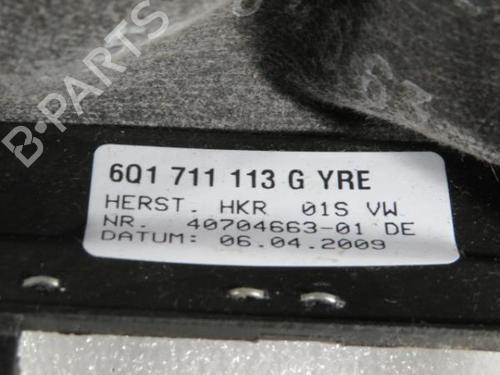 B-PARTS
6Q1 711 113 G YRE
HERST. HKR 01S VW
NR. 40704663-01 DE
DATUM: 06.04.2009